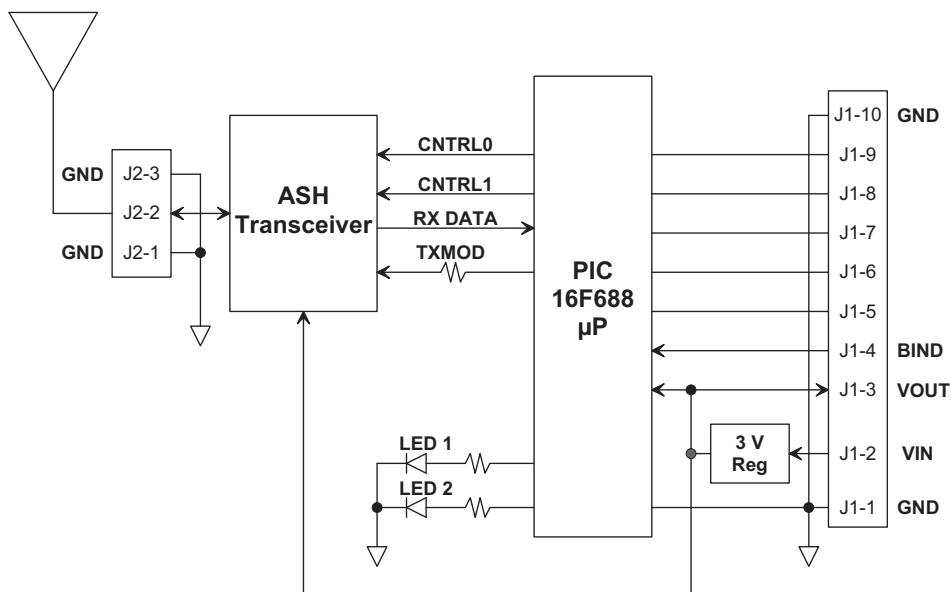 J1-10 GND
CNTRL0
J1-9
GND J2-3
CNTRL1
J1-8
ASH
Transceiver
J2-2
RX DATA
J1-7
GND J2-1
TXMOD
J1-6
PIC
16F688
µP
J1-5
J1-4 BIND
J1-3 VOUT
LED 1
3 V
Reg
J1-2 VIN
LED 2
J1-1 GND